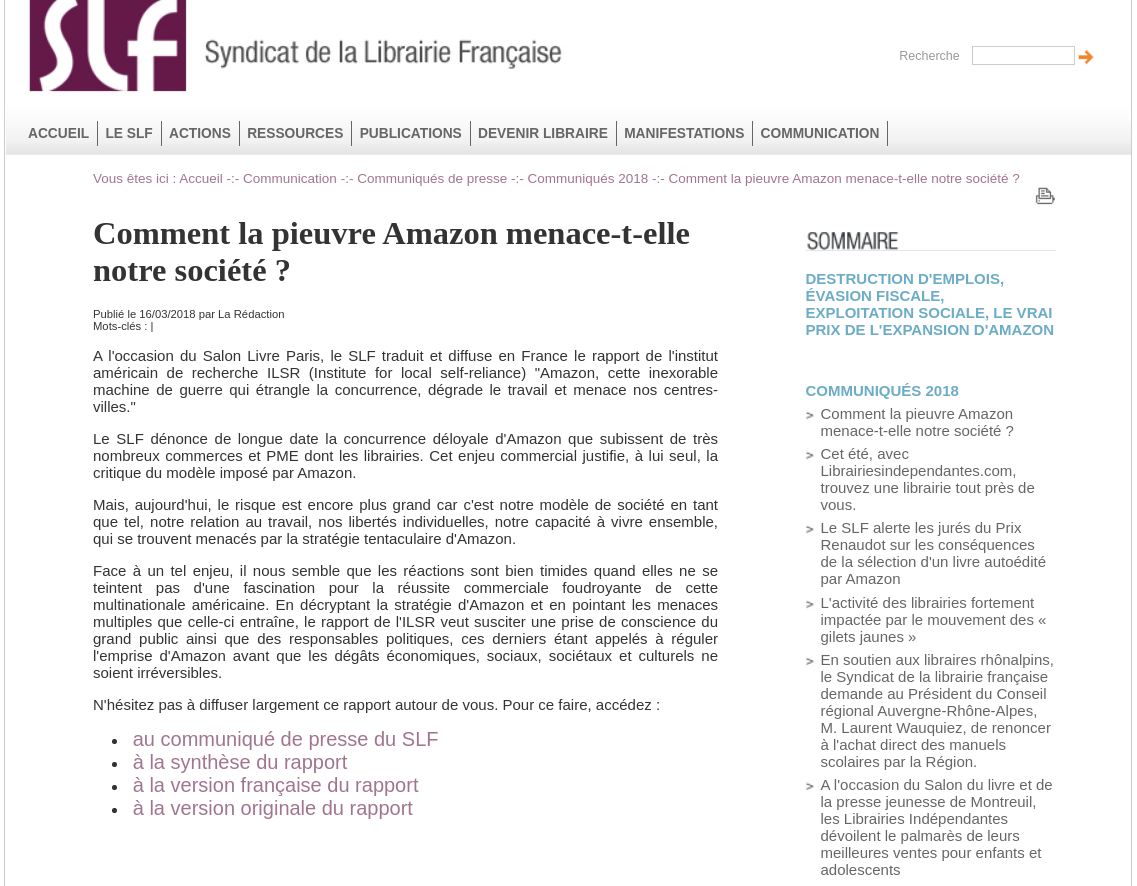 slf
Syndicat de la Librairie Française
Recherche
ACCUEIL LE SLF ACTIONS RESSOURCES PUBLICATIONS DEVENIR LIBRAIRE MANIFESTATIONS COMMUNICATION
Vous êtes ici : Accueil -:- Communication -:- Communiqués de presse -:- Communiqués 2018 -:- Comment la pieuvre Amazon menace-t-elle notre société ?
Comment la pieuvre Amazon menace-t-elle
notre société ?
Publié le 16/03/2018 par La Rédaction
Mots-clés : |
A l'occasion du Salon Livre Paris, le SLF traduit et diffuse en France le rapport de l'institut
américain de recherche ILSR (Institute for local self-reliance) "Amazon, cette inexorable
machine de guerre qui étrangle la concurrence, dégrade le travail et menace nos centres-
villes."
Le SLF dénonce de longue date la concurrence déloyale d'Amazon que subissent de très
nombreux commerces et PME dont les librairies. Cet enjeu commercial justifie, à lui seul, la
critique du modèle imposé par Amazon.
Mais, aujourd'hui, le risque est encore plus grand car c'est notre modèle de société en tant
que tel, notre relation au travail, nos libertés individuelles, notre capacité à vivre ensemble,
qui se trouvent menacés par la stratégie tentaculaire d'Amazon.
Face à un tel enjeu, il nous semble que les réactions sont bien timides quand elles ne se
teintent pas d'une fascination pour la réussite commerciale foudroyante de cette
multinationale américaine. En décryptant la stratégie d'Amazon et en pointant les menaces
multiples que celle-ci entraîne, le rapport de l'ILSR veut susciter une prise de conscience du
grand public ainsi que des responsables politiques, ces derniers étant appelés à réguler
l'emprise d'Amazon avant que les dégâts économiques, sociaux, sociétaux et culturels ne
soient irréversibles.
N'hésitez pas à diffuser largement ce rapport autour de vous. Pour ce faire, accédez :
• au communiqué de presse du SLF
• à la synthèse du rapport
• à la version française du rapport
• à la version originale du rapport
SOMMAIRE
DESTRUCTION D'EMPLOIS,
ÉVASION FISCALE,
EXPLOITATION SOCIALE, LE VRAI
PRIX DE L'EXPANSION D'AMAZON
COMMUNIQUÉS 2018
> Comment la pieuvre Amazon
menace-t-elle notre société ?
> Cet été, avec
Librairiesindependantes.com,
trouvez une librairie tout près de
vous.
> Le SLF alerte les jurés du Prix
Renaudot sur les conséquences
de la sélection d'un livre autoédité
par Amazon
> L'activité des librairies fortement
impactée par le mouvement des «
gilets jaunes »
> En soutien aux libraires rhônalpins,
le Syndicat de la librairie française
demande au Président du Conseil
régional Auvergne-Rhône-Alpes,
M. Laurent Wauquiez, de renoncer
à l'achat direct des manuels
scolaires par la Région.
> A l'occasion du Salon du livre et de
la presse jeunesse de Montreuil,
les Librairies Indépendantes
dévoilent le palmarès de leurs
meilleures ventes pour enfants et
adolescents